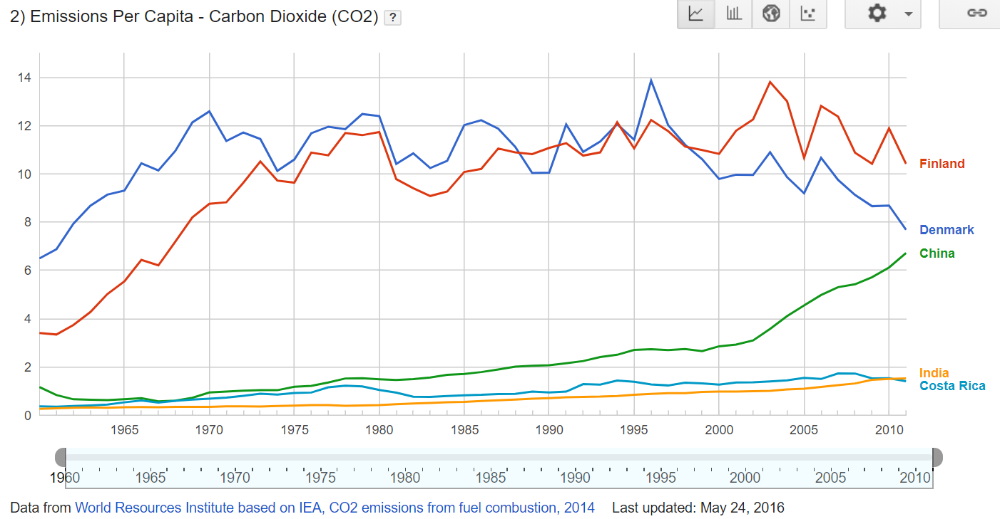 2) Emissions Per Capita - Carbon Dioxide (CO2) ?
14
12
10
8
6
4
2
0
Finland
Denmark
China
India
Costa Rica
1965 1970 1975 1980 1985 1990 1995 2000 2005 2010
1960 1965 1970 1975 1980 1985 1990 1995 2000 2005 2010
Data from World Resources Institute based on IEA, CO2 emissions from fuel combustion, 2014 Last updated: May 24, 2016